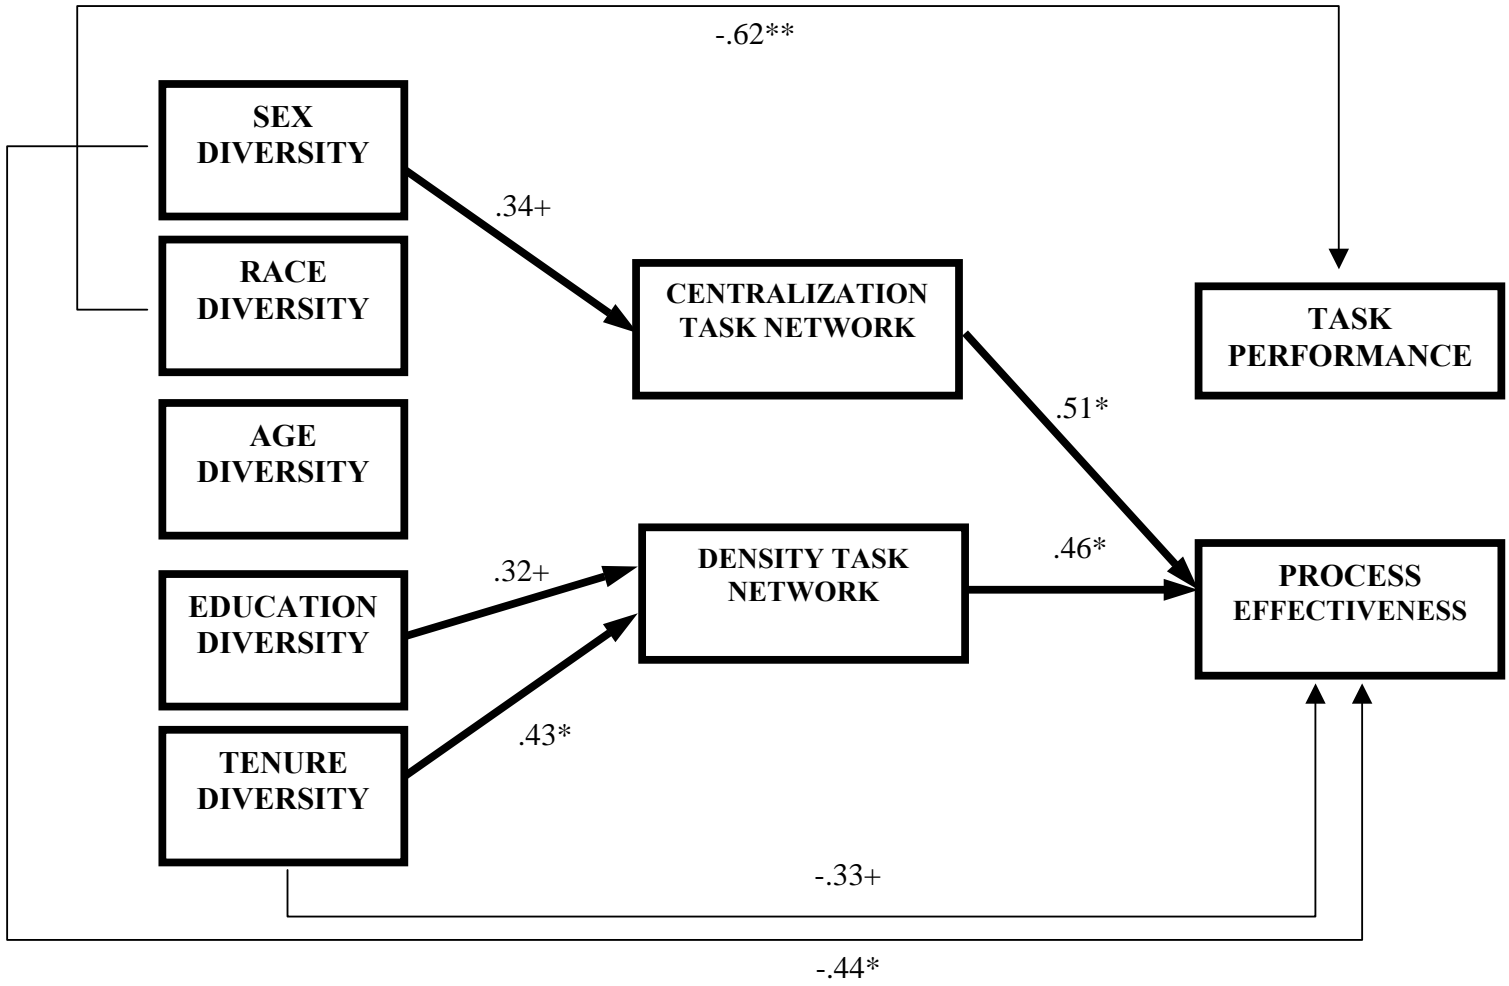 -.62**
SEX
DIVERSITY
.34+
RACE
DIVERSITY
CENTRALIZATION
TASK NETWORK
TASK
PERFORMANCE
.51*
AGE
DIVERSITY
.46*
DENSITY TASK
NETWORK
PROCESS
EFFECTIVENESS
.32+
EDUCATION
DIVERSITY
.43*
TENURE
DIVERSITY
-.33+
-.44*